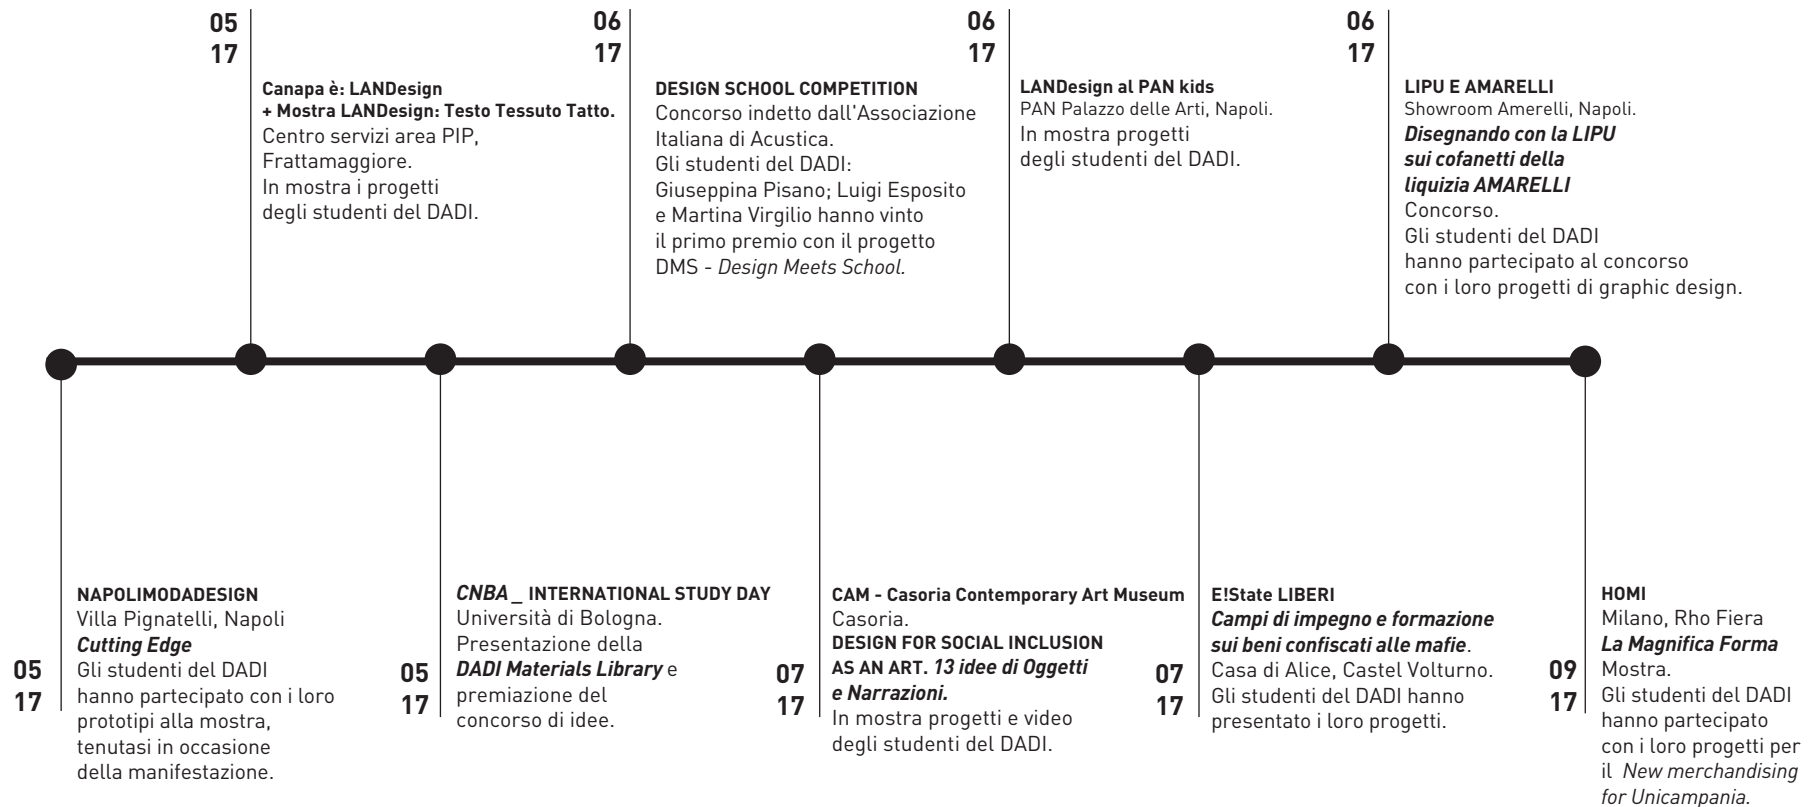 05
17
Canapa è: LANDesign
+ Mostra LANDesign: Testo Tessuto Tatto.
Centro servizi area PIP,
Frattamaggiore.
In mostra i progetti
degli studenti del DADI.
06
17
DESIGN SCHOOL COMPETITION
Concorso indetto dall'Associazione
Italiana di Acustica.
Gli studenti del DADI:
Giuseppina Pisano; Luigi Esposito
e Martina Virgilio hanno vinto
il primo premio con il progetto
DMS - Design Meets School.
06
17
LANDesign al PAN kids
PAN Palazzo delle Arti, Napoli.
In mostra progetti
degli studenti del DADI.
06
17
LIPU E AMARELLI
Showroom Amerelli, Napoli.
Disegnando con la LIPU
sui cofanetti della
liquizia AMARELLI
Concorso.
Gli studenti del DADI
hanno partecipato al concorso
con i loro progetti di graphic design.
05
17
NAPOLIMODADESIGN
Villa Pignatelli, Napoli
Cutting Edge
Gli studenti del DADI
hanno partecipato con i loro
prototipi alla mostra,
tenutasi in occasione
della manifestazione.
05
17
CNBA _ INTERNATIONAL STUDY DAY
Università di Bologna.
Presentazione della
DADI Materials Library e
premiazione del
concorso di idee.
07
17
CAM - Casoria Contemporary Art Museum
Casoria.
DESIGN FOR SOCIAL INCLUSION
AS AN ART. 13 idee di Oggetti
e Narrazioni.
In mostra progetti e video
degli studenti del DADI.
07
17
E!State LIBERI
Campi di impegno e formazione
sui beni confiscati alle mafie.
Casa di Alice, Castel Volturno.
Gli studenti del DADI hanno
presentato i loro progetti.
09
17
HOMI
Milano, Rho Fiera
La Magnifica Forma
Mostra.
Gli studenti del DADI
hanno partecipato
con i loro progetti per
il New merchandising
for Unicampania.